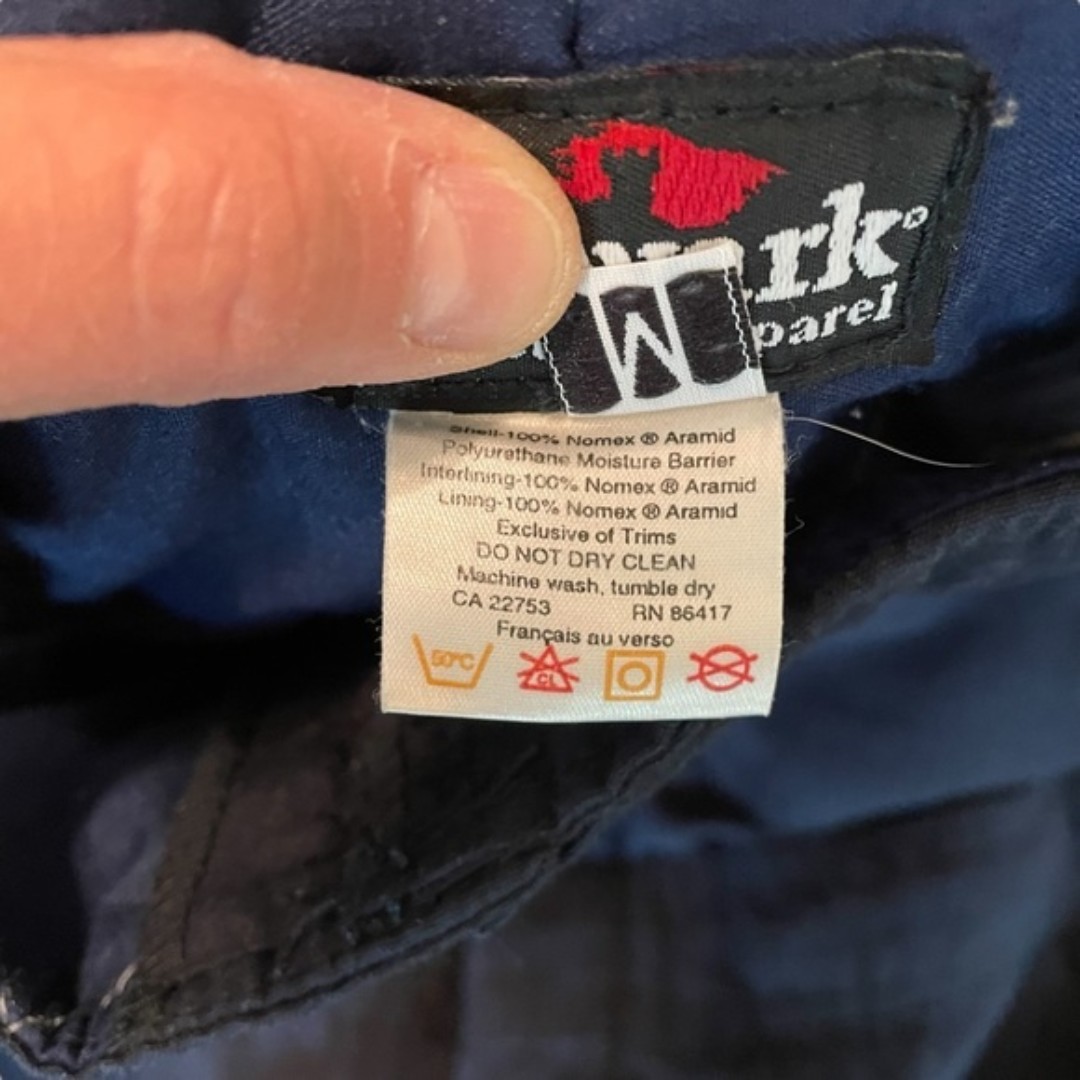 ark®
parel
M
Shell-100% Nomex ® Aramid
Polyurethane Moisture Barrier
Interlining-100% Nomex ® Aramid
Lining-100% Nomex ® Aramid
Exclusive of Trims
DO NOT DRY CLEAN
Machine wash, tumble dry
CA 22753 RN 86417
Français au verso
50°C CL